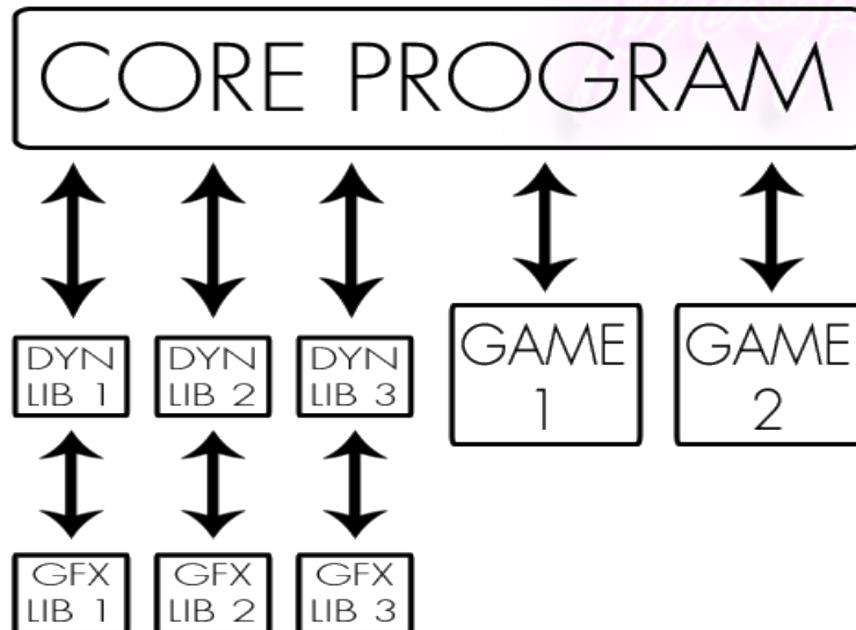 CORE PROGRAM
DYN
LIB 1
DYN
LIB 2
DYN
LIB 3
GAME
1
GAME
2
GFX
LIB 1
GFX
LIB 2
GFX
LIB 3